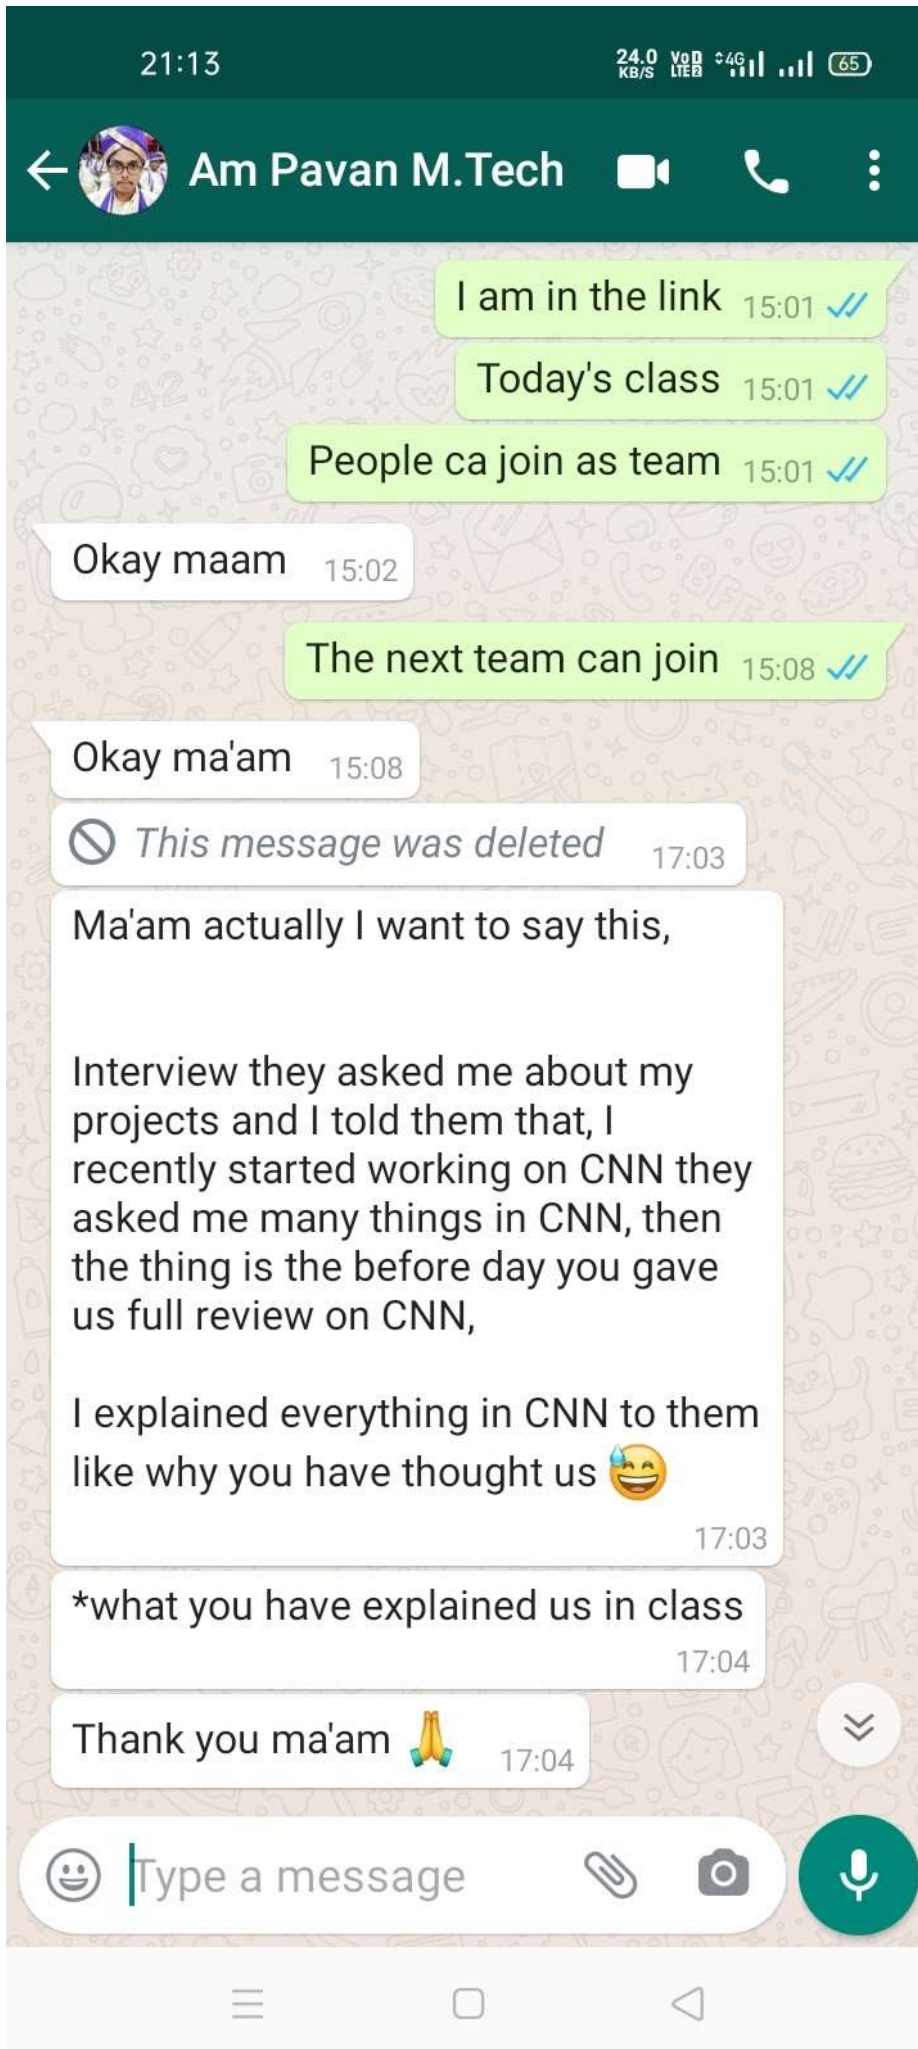 21:13
24.0 KB/S VoD LTE2 4G 65
Am Pavan M.Tech
I am in the link 15:01
Today's class 15:01
People ca join as team 15:01
Okay maam 15:02
The next team can join 15:08
Okay ma'am 15:08
This message was deleted 17:03
Ma'am actually I want to say this,
Interview they asked me about my
projects and I told them that, I
recently started working on CNN they
asked me many things in CNN, then
the thing is the before day you gave
us full review on CNN,
I explained everything in CNN to them
like why you have thought us 😅
17:03
*what you have explained us in class
17:04
Thank you ma'am 🙏 17:04
Type a message